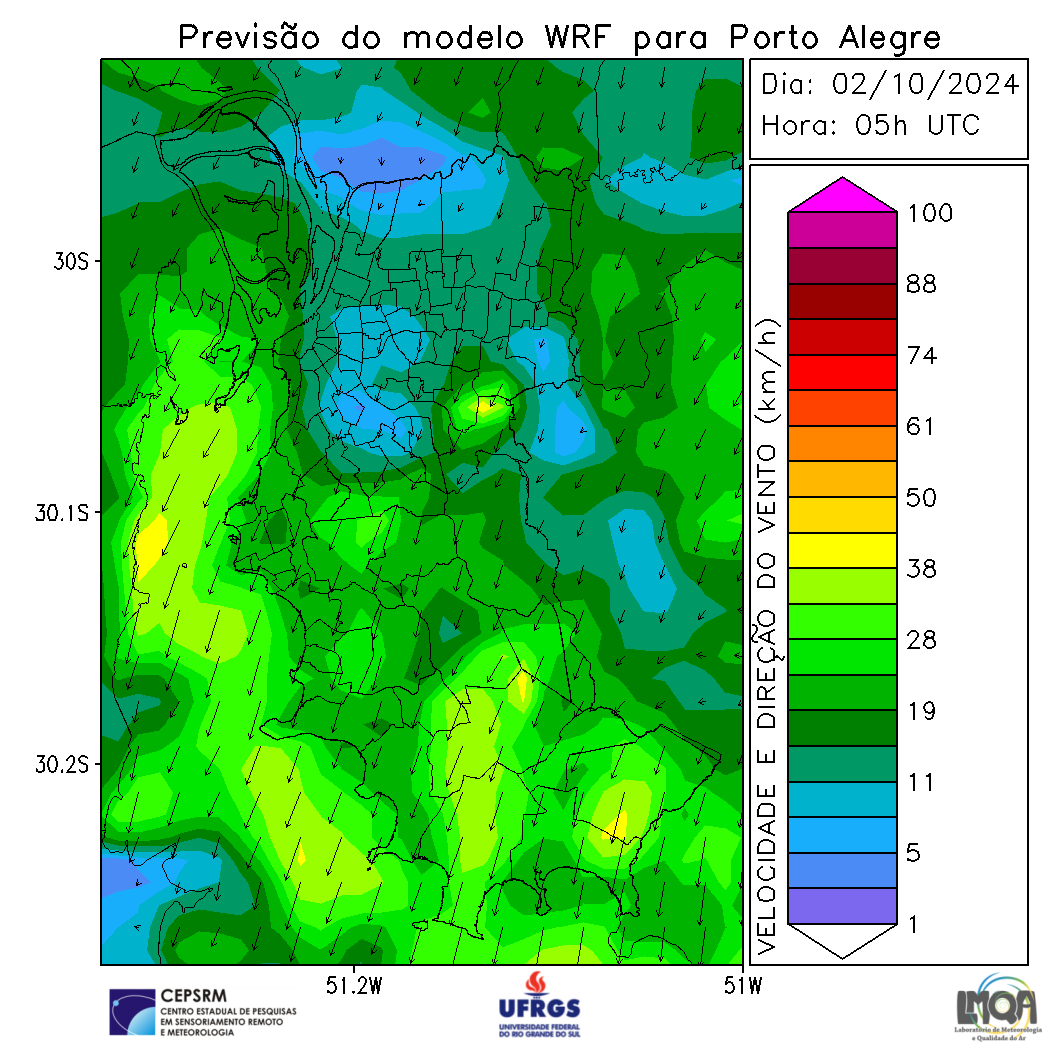 Previsão do modelo WRF para Porto Alegre
Dia: 02/10/2024
Hora: 05h UTC
30S
30.1S
30.2S
51.2W
51W
VELOCIDADE E DIREÇÃO DO VENTO (km/h)
100
88
74
61
50
38
28
19
11
5
1
CEPSRM
CENTRO ESTADUAL DE PESQUISAS
EM SENSORIAMENTO REMOTO
E METEOROLOGIA
UFRGS
UNIVERSIDADE FEDERAL
DO RIO GRANDE DO SUL
LMQA
Laboratório de Meteorologia
e Qualidade do Ar